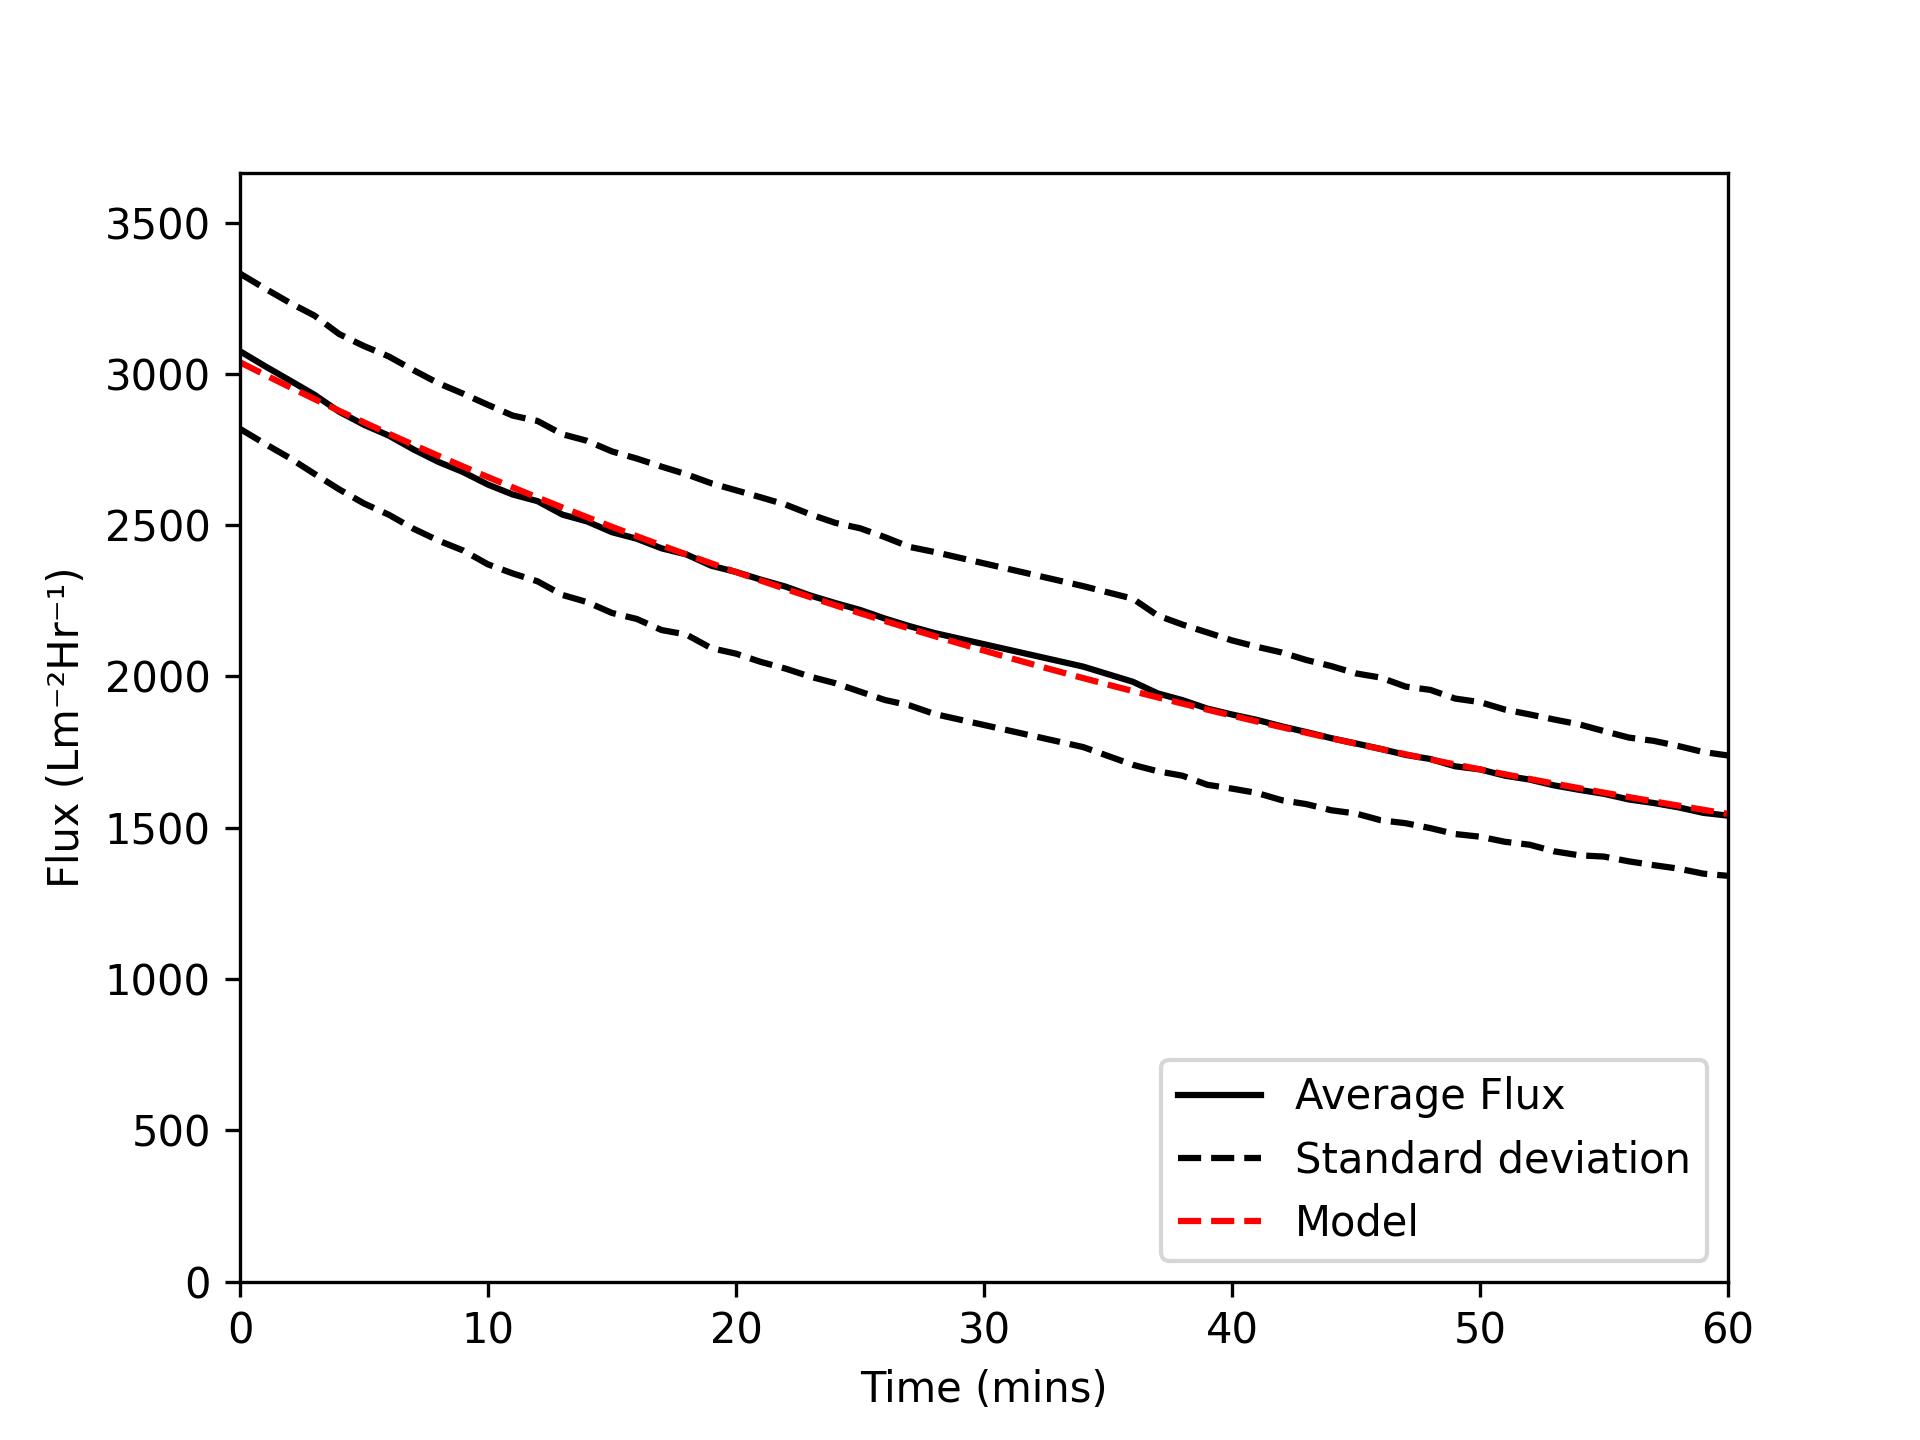 3500
3000
2500
2000
1500
1000
500
0
Flux (Lm⁻²Hr⁻¹)
0 10 20 30 40 50 60
Time (mins)
Average Flux
Standard deviation
Model